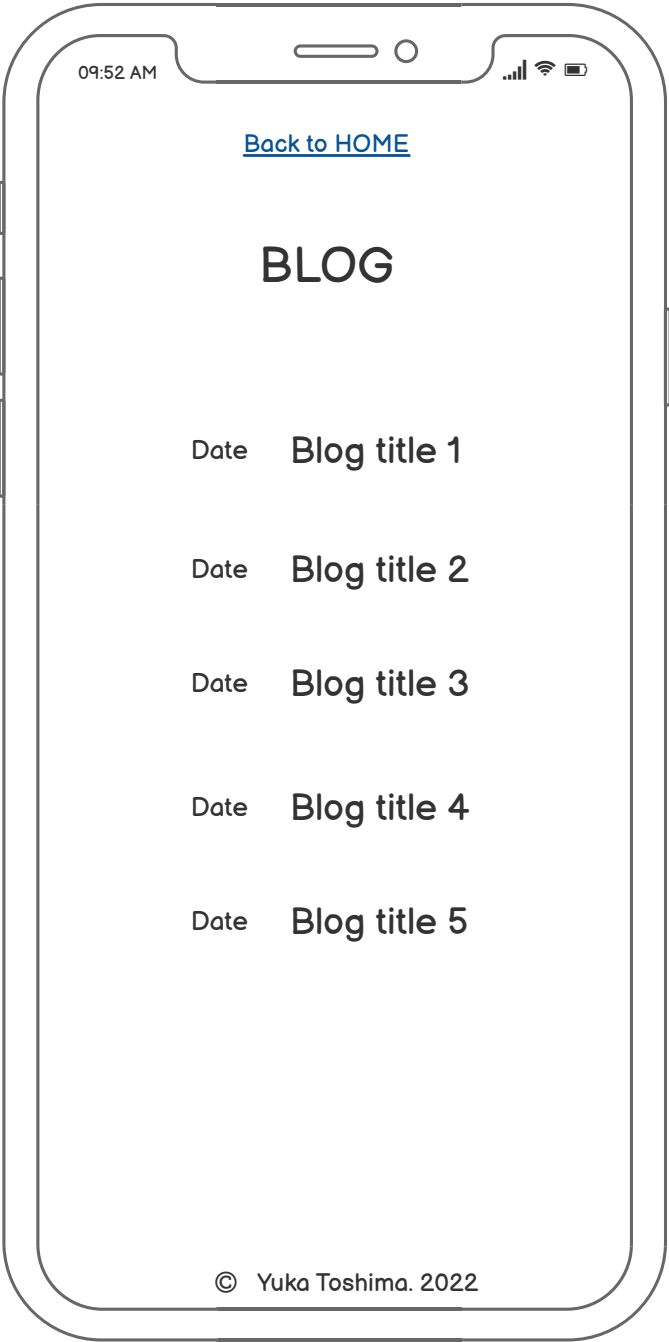 09:52 AM
Back to HOME
BLOG
Date Blog title 1
Date Blog title 2
Date Blog title 3
Date Blog title 4
Date Blog title 5
© Yuka Toshima. 2022